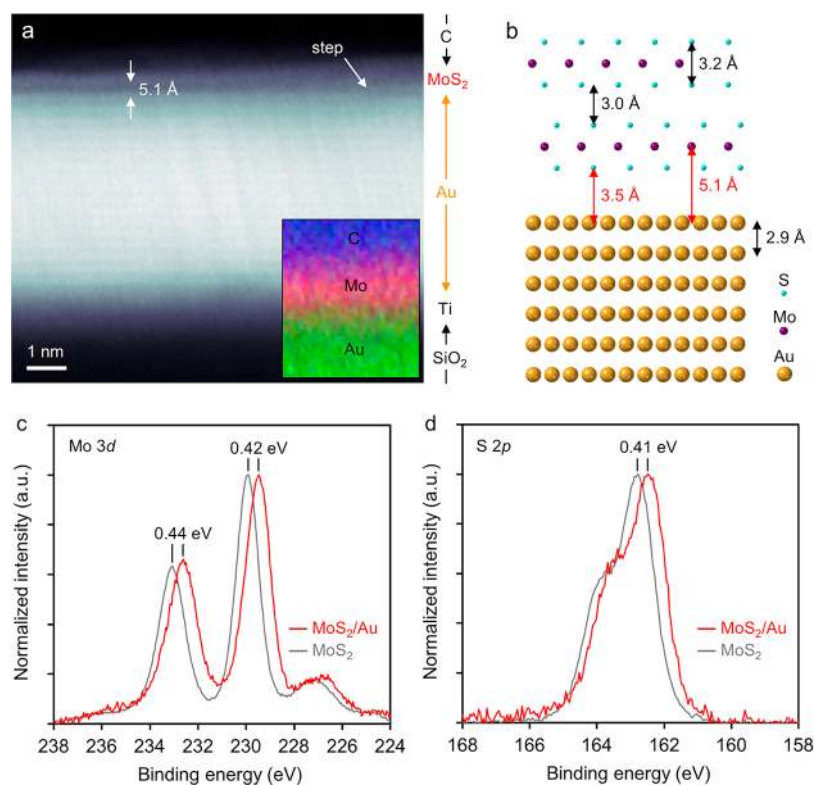 a
step
5.1 Å
C
Mo
Au
1 nm
C
MoS2
Au
Ti
SiO2
b
3.2 Å
3.0 Å
3.5 Å
5.1 Å
2.9 Å
S
Mo
Au
c
Mo 3d
0.42 eV
0.44 eV
MoS2/Au
MoS2
Normalized intensity (a.u.)
238 236 234 232 230 228 226 224
Binding energy (eV)
d
S 2p
0.41 eV
MoS2/Au
MoS2
Normalized intensity (a.u.)
168 166 164 162 160 158
Binding energy (eV)